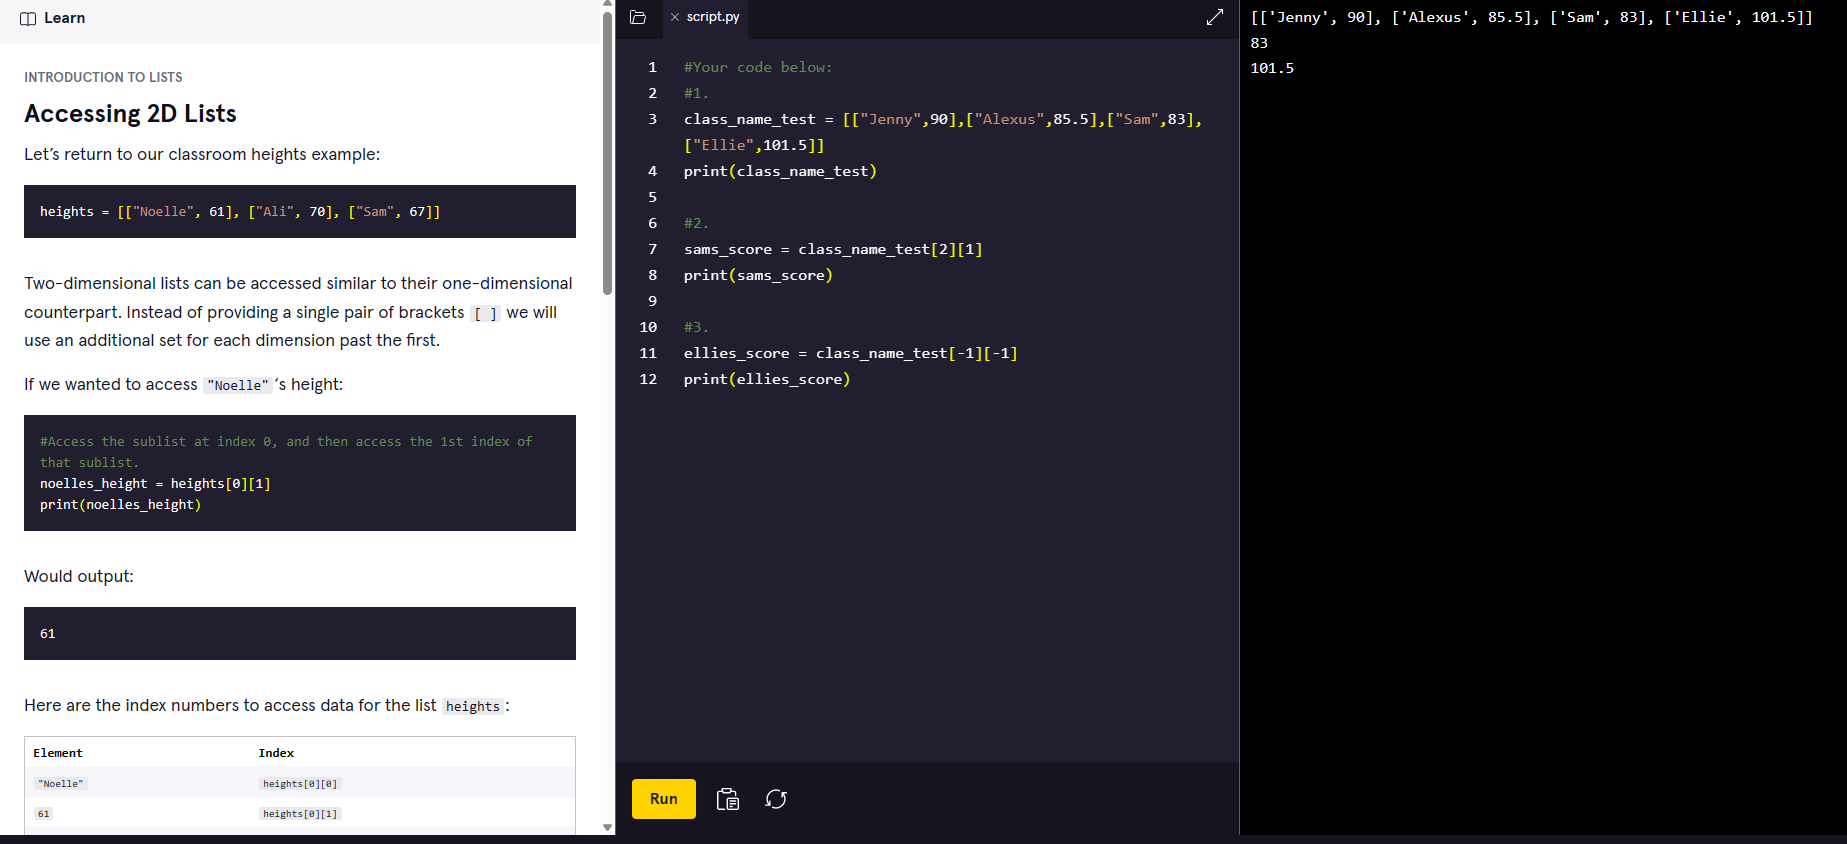 Learn
INTRODUCTION TO LISTS
Accessing 2D Lists
Let’s return to our classroom heights example:
heights = [["Noelle", 61], ["Ali", 70], ["Sam", 67]]
Two-dimensional lists can be accessed similar to their one-dimensional
counterpart. Instead of providing a single pair of brackets [ ] we will
use an additional set for each dimension past the first.
If we wanted to access "Noelle" ‘s height:
#Access the sublist at index 0, and then access the 1st index of
that sublist.
noelles_height = heights[0][1]
print(noelles_height)
Would output:
61
Here are the index numbers to access data for the list heights :
Element Index
"Noelle" heights[0][0]
61 heights[0][1]
script.py
1 #Your code below:
2 #1.
3 class_name_test = [["Jenny",90],["Alexus",85.5],["Sam",83],
["Ellie",101.5]]
4 print(class_name_test)
5
6 #2.
7 sams_score = class_name_test[2][1]
8 print(sams_score)
9
10 #3.
11 ellies_score = class_name_test[-1][-1]
12 print(ellies_score)
Run
[['Jenny', 90], ['Alexus', 85.5], ['Sam', 83], ['Ellie', 101.5]]
83
101.5